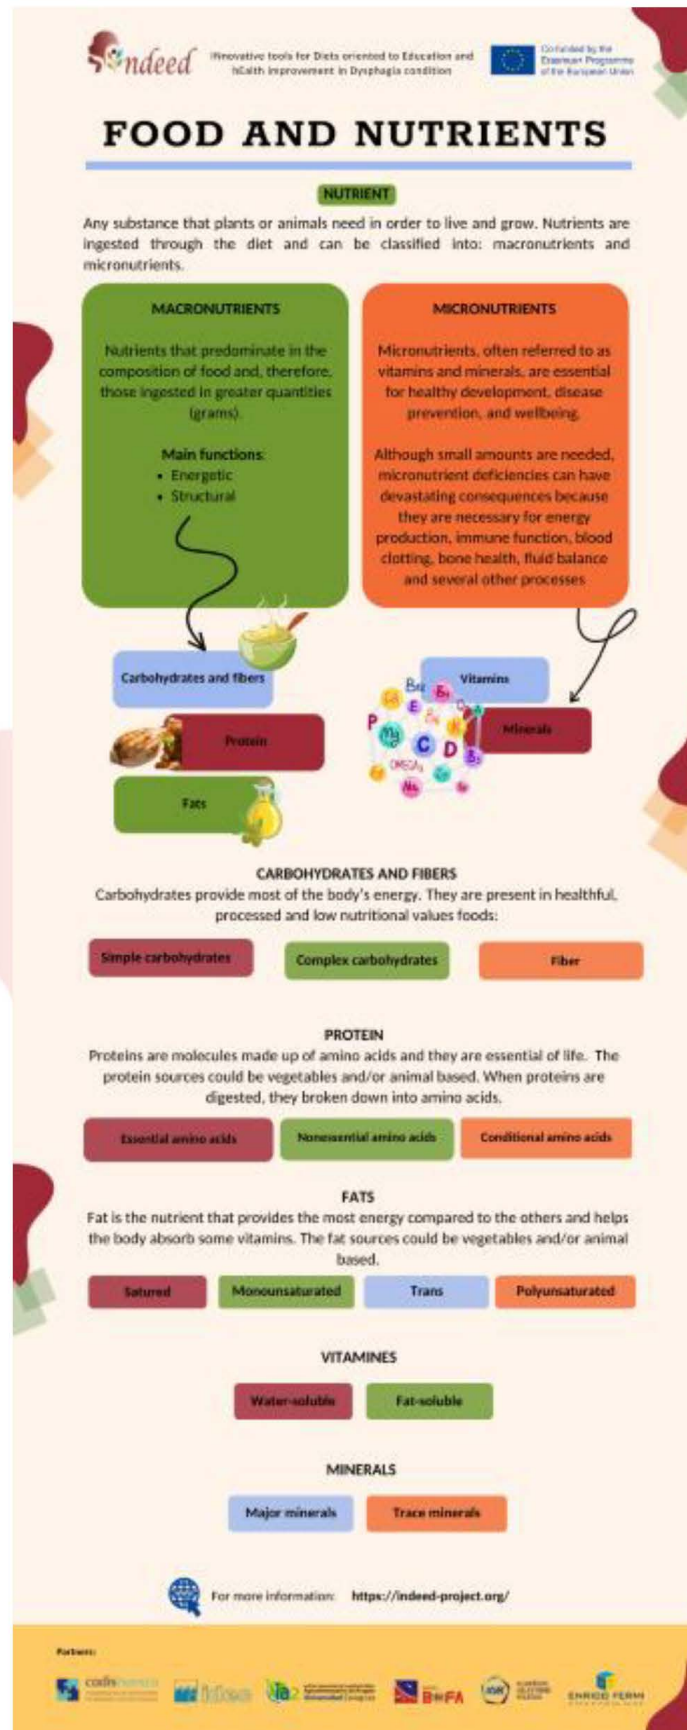 indeed
INnovative tools for Diets oriented to Education and
hEalth improvement in Dysphagia condition
Co-funded by the
Erasmus+ Programme
of the European Union
FOOD AND NUTRIENTS
NUTRIENT
Any substance that plants or animals need in order to live and grow. Nutrients are
ingested through the diet and can be classified into: macronutrients and
micronutrients.
MACRONUTRIENTS
Nutrients that predominate in the
composition of food and, therefore,
those ingested in greater quantities
(grams).
Main functions:
• Energetic
• Structural
MICRONUTRIENTS
Micronutrients, often referred to as
vitamins and minerals, are essential
for healthy development, disease
prevention, and wellbeing.
Although small amounts are needed,
micronutrient deficiencies can have
devastating consequences because
they are necessary for energy
production, immune function, blood
clotting, bone health, fluid balance
and several other processes
Carbohydrates and fibers
Protein
Fats
Vitamins
Minerals
P
Mg
E
C
D
B3
A
OMEGA3
Na
CARBOHYDRATES AND FIBERS
Carbohydrates provide most of the body's energy. They are present in healthful,
processed and low nutritional values foods:
Simple carbohydrates
Complex carbohydrates
Fiber
PROTEIN
Proteins are molecules made up of amino acids and they are essential of life. The
protein sources could be vegetables and/or animal based. When proteins are
digested, they broken down into amino acids.
Essential amino acids
Nonessential amino acids
Conditional amino acids
FATS
Fat is the nutrient that provides the most energy compared to the others and helps
the body absorb some vitamins. The fat sources could be vegetables and/or animal
based.
Satured
Monounsaturated
Trans
Polyunsaturated
VITAMINES
Water-soluble
Fat-soluble
MINERALS
Major minerals
Trace minerals
For more information: https://indeed-project.org/
Partners:
idec
ia2
ENRICO FERMI